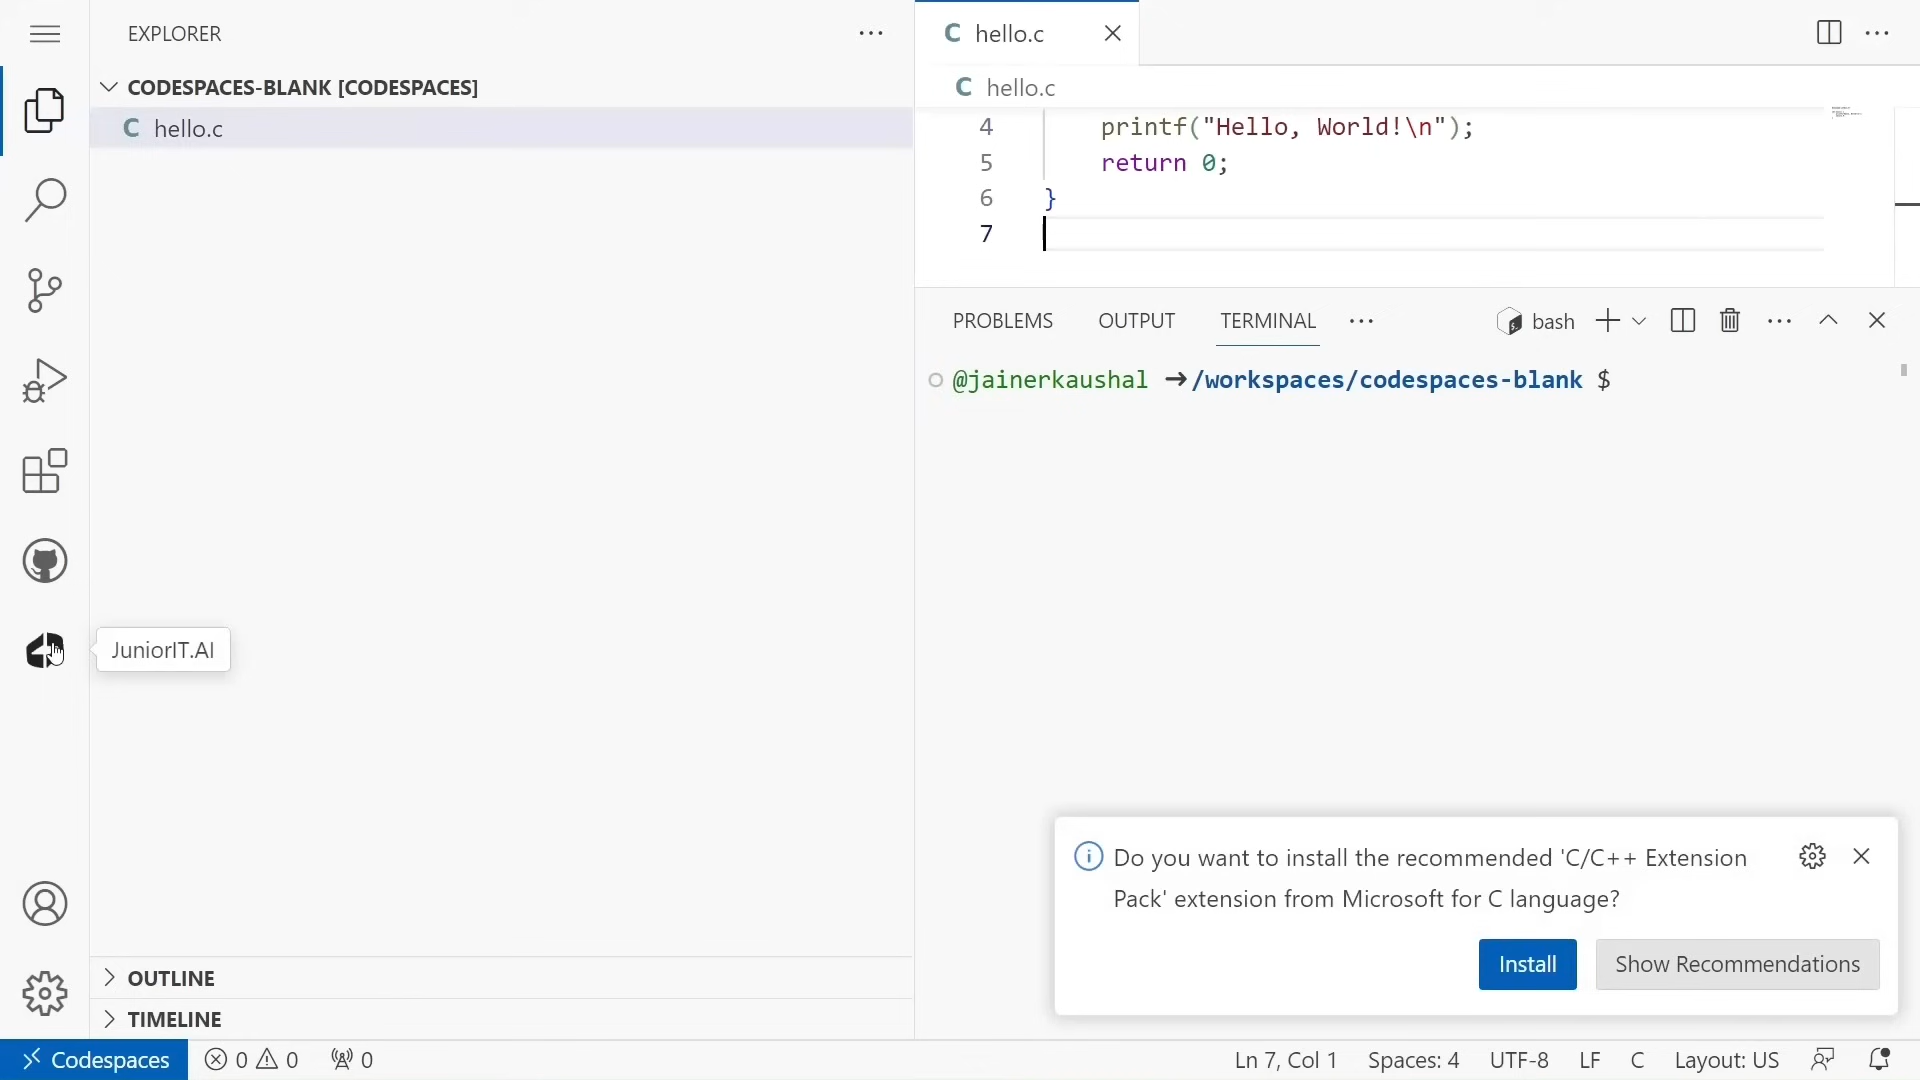 EXPLORER
CODESPACES-BLANK [CODESPACES]
C hello.c
JuniorIT.AI
OUTLINE
TIMELINE
C hello.c
C hello.c
4 printf("Hello, World!\n");
5 return 0;
6 }
7
PROBLEMS OUTPUT TERMINAL bash
@jainerkaushal ➜/workspaces/codespaces-blank $
Do you want to install the recommended 'C/C++ Extension
Pack' extension from Microsoft for C language?
Install Show Recommendations
Codespaces 0 0 0 Ln 7, Col 1 Spaces: 4 UTF-8 LF C Layout: US